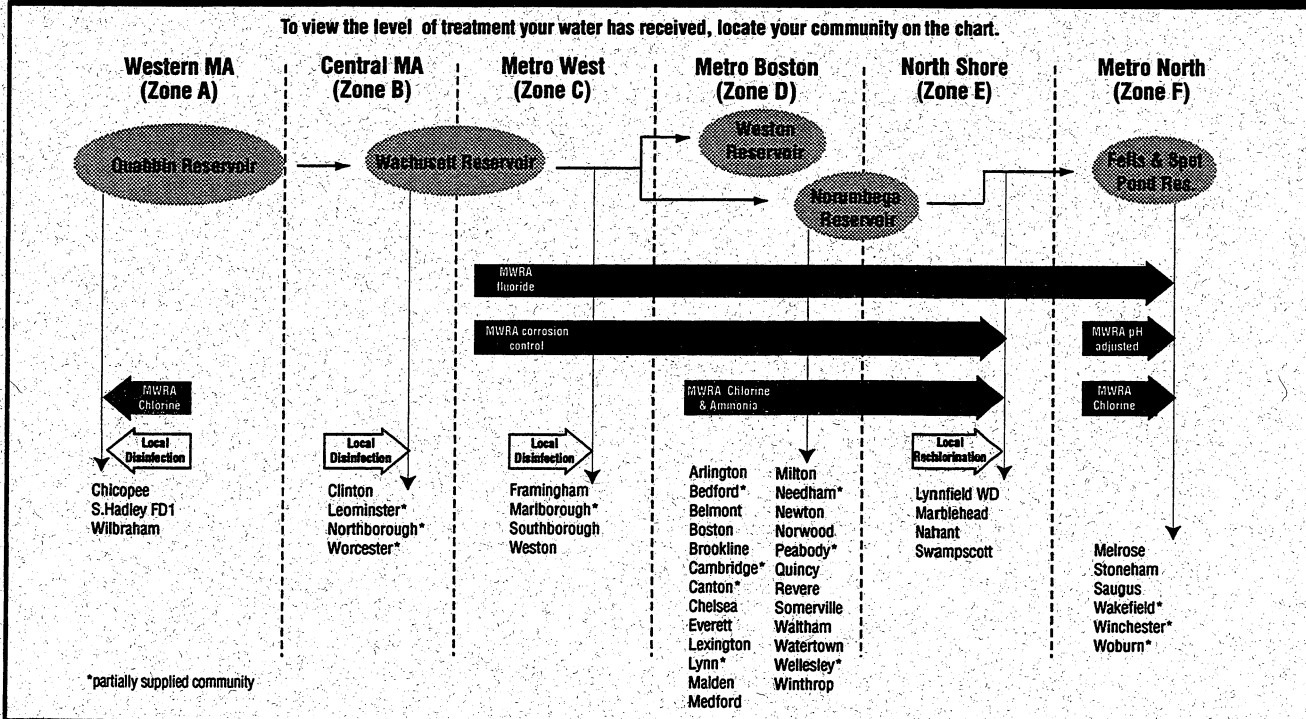 To view the level of treatment your water has received, locate your community on the chart.
Western MA
(Zone A)
Central MA
(Zone B)
Metro West
(Zone C)
Metro Boston
(Zone D)
North Shore
(Zone E)
Metro North
(Zone F)
Quabbin Reservoir
Wachusett Reservoir
Weston
Reservoir
Norumbega
Reservoir
Fells & Spot
Pond Res.
MWRA
fluoride
MWRA corrosion
control
MWRA pH
adjusted
MWRA
Chlorine
MWRA Chlorine
& Ammonia
MWRA
Chlorine
Local
Disinfection
Local
Disinfection
Local
Disinfection
Local
Rechlorination
Chicopee
S.Hadley FD1
Wilbraham
Clinton
Leominster*
Northborough*
Worcester*
Framingham
Marlborough*
Southborough
Weston
Arlington
Bedford*
Belmont
Boston
Brookline
Cambridge*
Canton*
Chelsea
Everett
Lexington
Lynn*
Malden
Medford
Milton
Needham*
Newton
Norwood
Peabody*
Quincy
Revere
Somerville
Waltham
Watertown
Wellesley*
Winthrop
Lynnfield WD
Marblehead
Nahant
Swampscott
Melrose
Stoneham
Saugus
Wakefield*
Winchester*
Woburn*
*partially supplied community